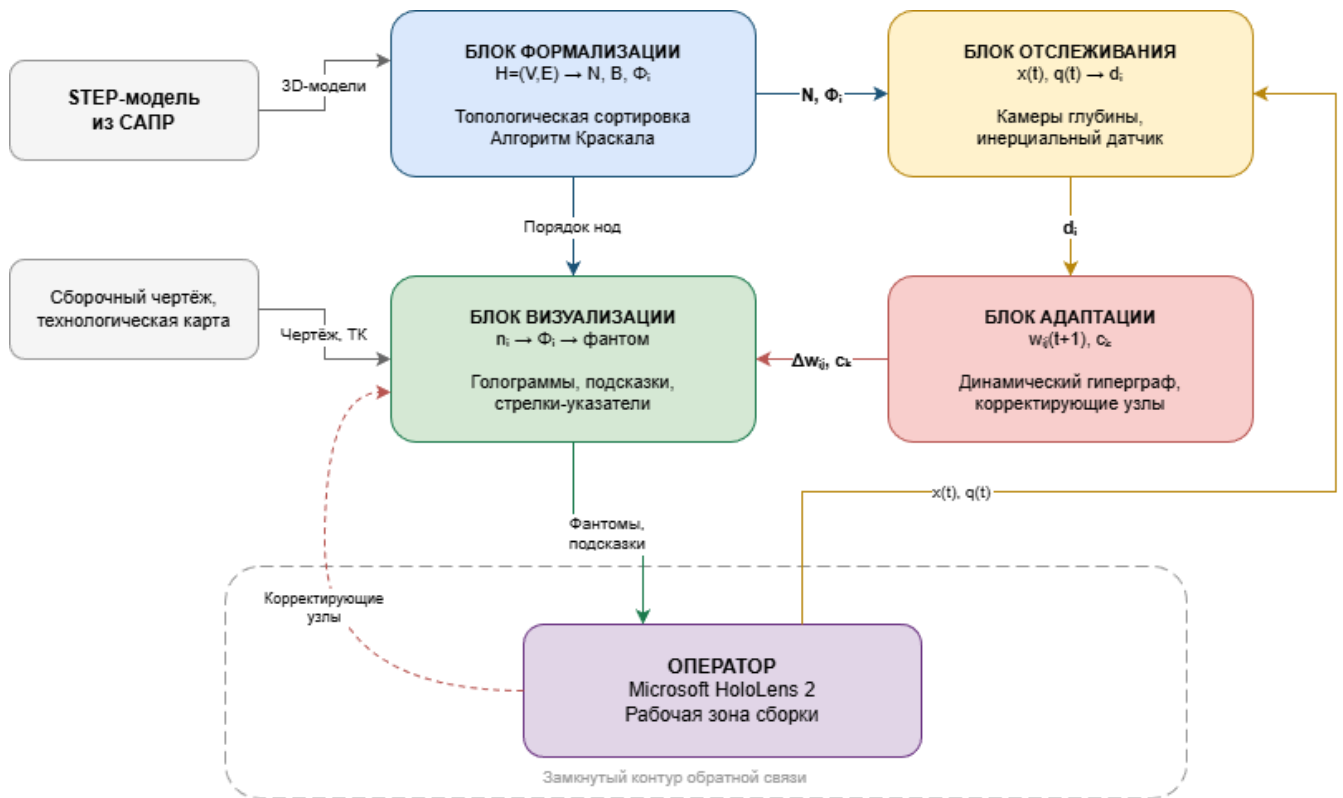 STEP-модель
из САПР
3D-модели
БЛОК ФОРМАЛИЗАЦИИ
H=(V,E) → N, B, Φᵢ
Топологическая сортировка
Алгоритм Краскала
N, Φᵢ
БЛОК ОТСЛЕЖИВАНИЯ
x(t), q(t) → dᵢ
Камеры глубины,
инерциальный датчик
Порядок нод
dᵢ
Сборочный чертёж,
технологическая карта
Чертёж, ТК
БЛОК ВИЗУАЛИЗАЦИИ
nᵢ → Φᵢ → фантом
Голограммы, подсказки,
стрелки-указатели
Δwᵢⱼ, cₖ
БЛОК АДАПТАЦИИ
wᵢⱼ(t+1), cₖ
Динамический гиперграф,
корректирующие узлы
x(t), q(t)
Фантомы,
подсказки
Корректирующие
узлы
ОПЕРАТОР
Microsoft HoloLens 2
Рабочая зона сборки
Замкнутый контур обратной связи